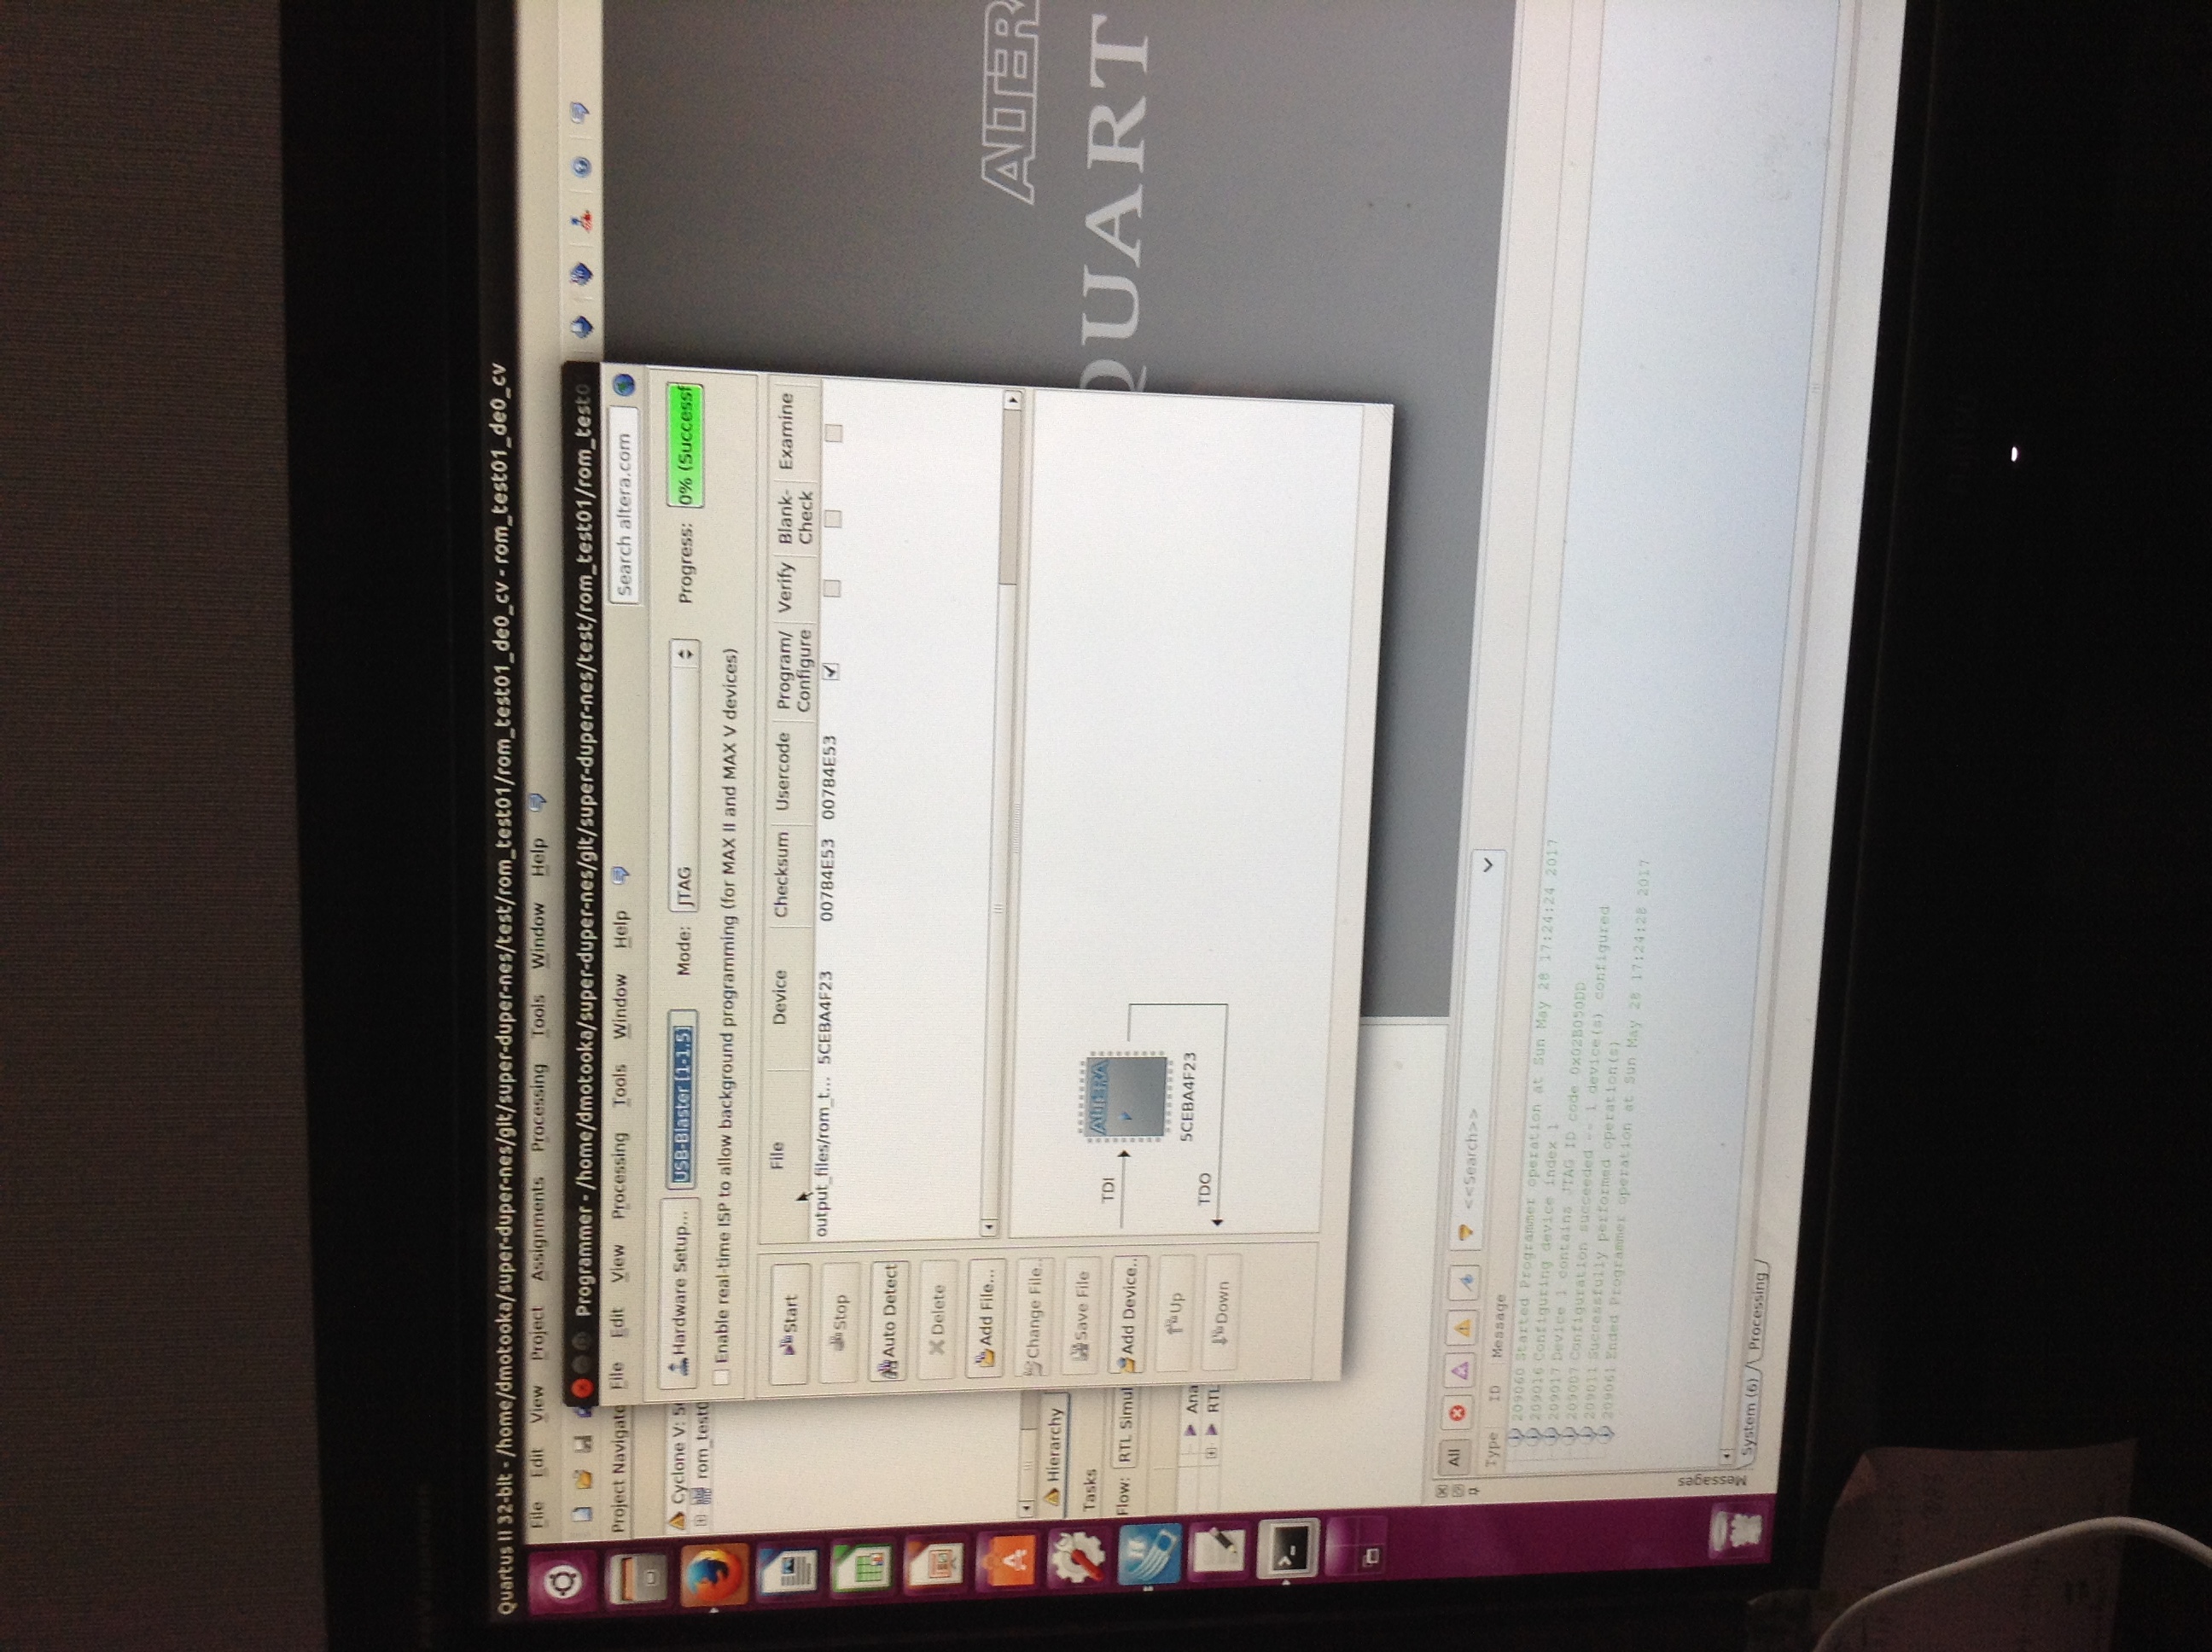 Quartus II 32-bit - /home/dmotooka/super-duper-nes/git/super-duper-nes/test/rom_test01/rom_test01_de0_cv - rom_test01_de0_cv
File Edit View Project Assignments Processing Tools Window Help
Programmer - /home/dmotooka/super-duper-nes/git/super-duper-nes/test/rom_test01/rom_test0
Project Navigato
File Edit View Processing Tools Window Help
Search altera.com
Cyclone V: 5
rom_test0
Hardware Setup...
USB-Blaster [1-1.5]
Mode: JTAG
Progress: 0% (Successf
Enable real-time ISP to allow background programming (for MAX II and MAX V devices)
Start
Stop
Auto Detect
Delete
Add File...
Change File..
Save File
Add Device..
Up
Down
File Device Checksum Usercode Program/ Configure Verify Blank- Check Examine
output_files/rom_t... 5CEBA4F23 00784E53 00784E53
TDI
ALTERA
5CEBA4F23
TDO
ALTERA
QUART
Hierarchy
Tasks
Flow: RTL Simul
Ana
RTL
All <<Search>>
Type ID Message
209060 Started Programmer operation at Sun May 28 17:24:24 2017
209016 Configuring device index 1
209017 Device 1 contains JTAG ID code 0x02B050DD
209007 Configuration succeeded -- 1 device(s) configured
209011 Successfully performed operation(s)
209061 Ended Programmer operation at Sun May 28 17:24:28 2017
Messages
System (6) Processing